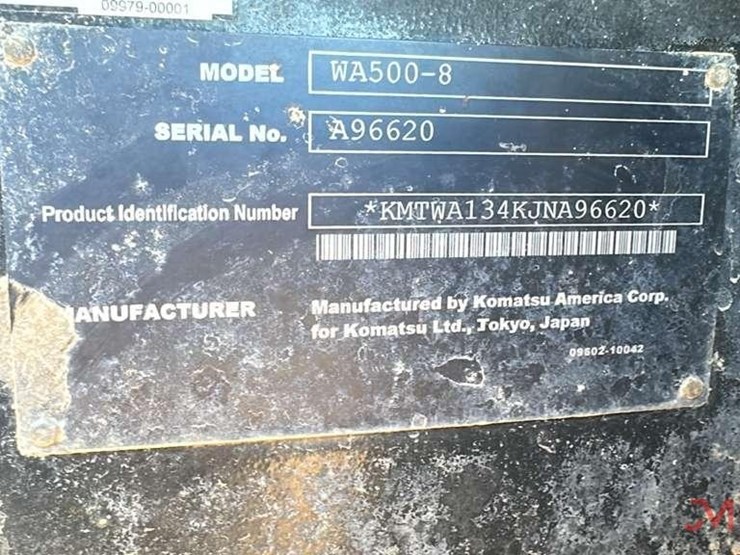 09979-00001
MODEL WA500-8
SERIAL No. A96620
Product Identification Number *KMTWA134KJNA96620*
MANUFACTURER Manufactured by Komatsu America Corp.
for Komatsu Ltd., Tokyo, Japan
09602-10042